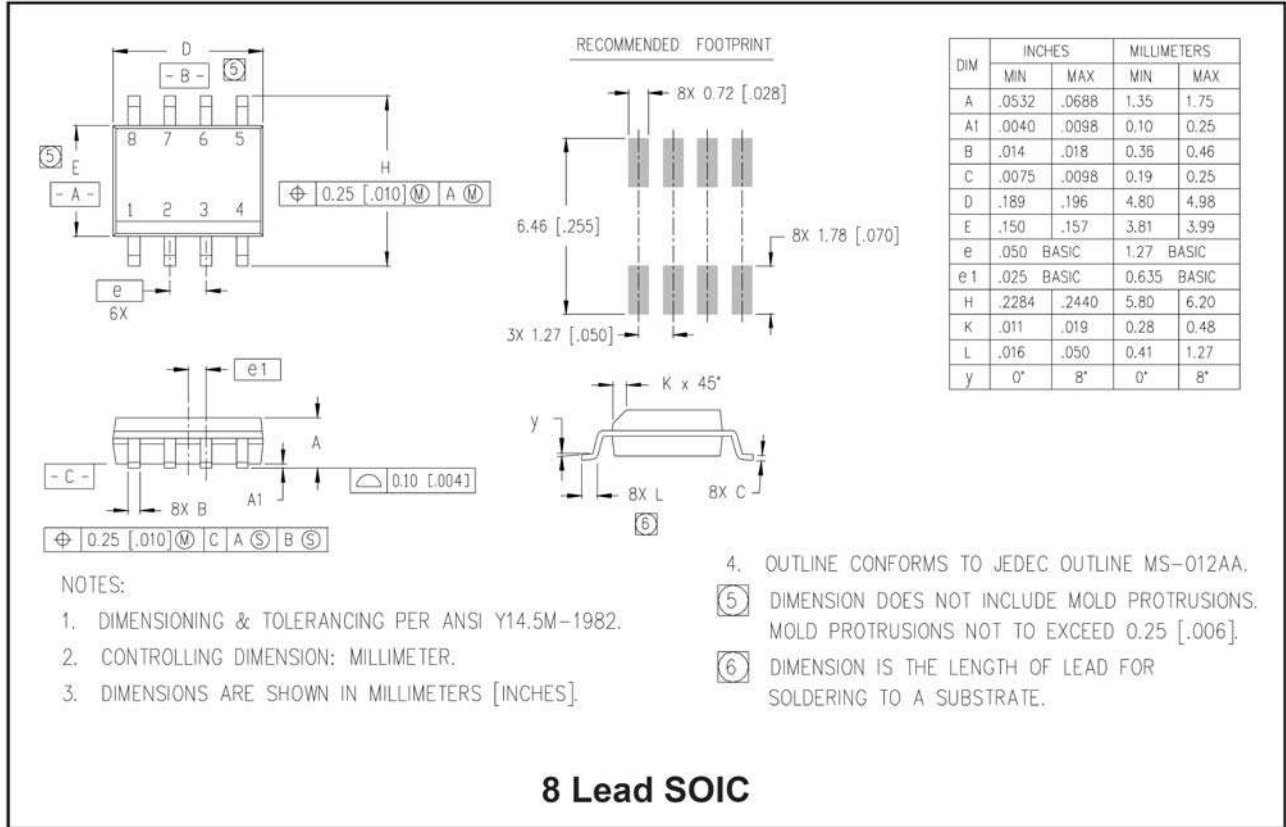 D
- B -
5
8 7 6 5
5
E
- A -
H
⌖ 0.25 [.010] Ⓜ A Ⓜ
1 2 3 4
e
6X
RECOMMENDED FOOTPRINT
8X 0.72 [.028]
6.46 [.255]
8X 1.78 [.070]
3X 1.27 [.050]
DIM INCHES MILLIMETERS
MIN MAX MIN MAX
A .0532 .0688 1.35 1.75
A1 .0040 .0098 0.10 0.25
B .014 .018 0.36 0.46
C .0075 .0098 0.19 0.25
D .189 .196 4.80 4.98
E .150 .157 3.81 3.99
e .050 BASIC 1.27 BASIC
e1 .025 BASIC 0.635 BASIC
H .2284 .2440 5.80 6.20
K .011 .019 0.28 0.48
L .016 .050 0.41 1.27
y 0° 8° 0° 8°
e1
A
- C -
A1
⌓ 0.10 [.004]
8X B
⌖ 0.25 [.010] Ⓜ C A Ⓢ B Ⓢ
K x 45°
y
8X L
8X C
6
NOTES:
1. DIMENSIONING & TOLERANCING PER ANSI Y14.5M-1982.
2. CONTROLLING DIMENSION: MILLIMETER.
3. DIMENSIONS ARE SHOWN IN MILLIMETERS [INCHES].
4. OUTLINE CONFORMS TO JEDEC OUTLINE MS-012AA.
5 DIMENSION DOES NOT INCLUDE MOLD PROTRUSIONS.
MOLD PROTRUSIONS NOT TO EXCEED 0.25 [.006].
6 DIMENSION IS THE LENGTH OF LEAD FOR
SOLDERING TO A SUBSTRATE.
8 Lead SOIC